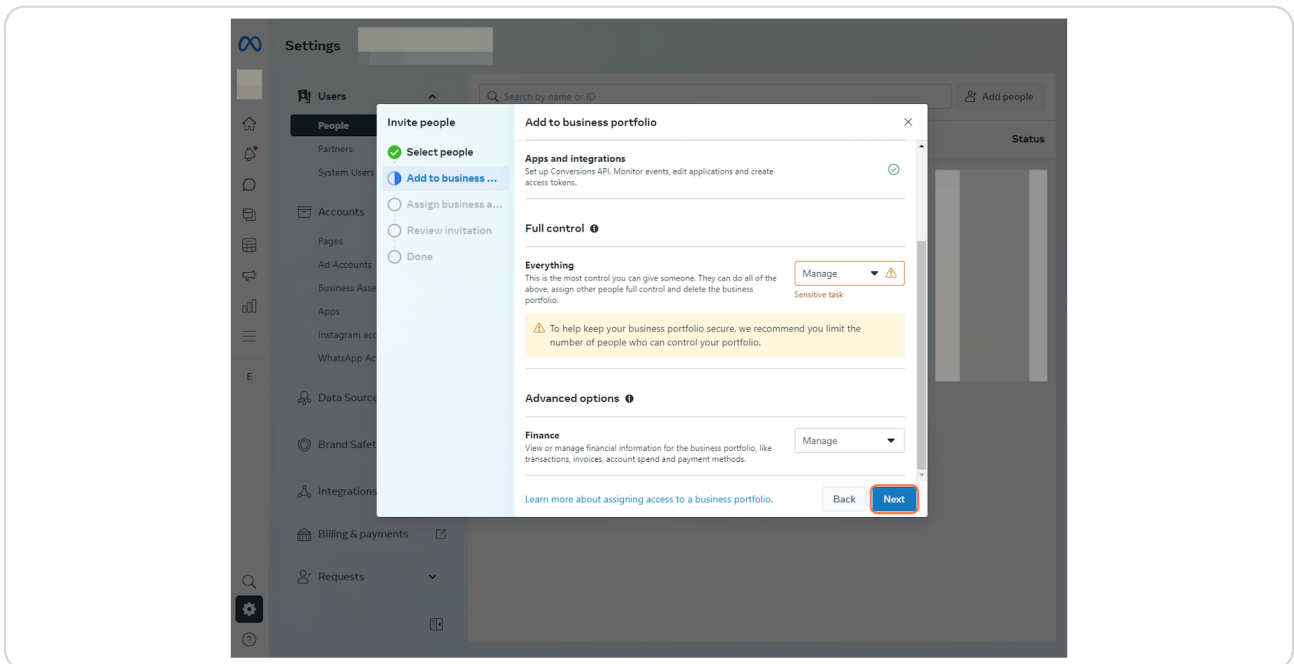 Settings
Users
Search by name or ID
Add people
People
Status
Partners
System Users
Accounts
Pages
Ad Accounts
Business Asse
Apps
Instagram acc
WhatsApp Ac
E
Data Source
Brand Safet
Integrations
Billing & payments
Requests
Invite people
Select people
Add to business ...
Assign business a...
Review invitation
Done
Add to business portfolio
Apps and integrations
Set up Conversions API. Monitor events, edit applications and create
access tokens.
Full control
Everything
This is the most control you can give someone. They can do all of the
above, assign other people full control and delete the business
portfolio.
Manage
Sensitive task
To help keep your business portfolio secure, we recommend you limit the
number of people who can control your portfolio.
Advanced options
Finance
View or manage financial information for the business portfolio, like
transactions, invoices, account spend and payment methods.
Manage
Learn more about assigning access to a business portfolio.
Back
Next